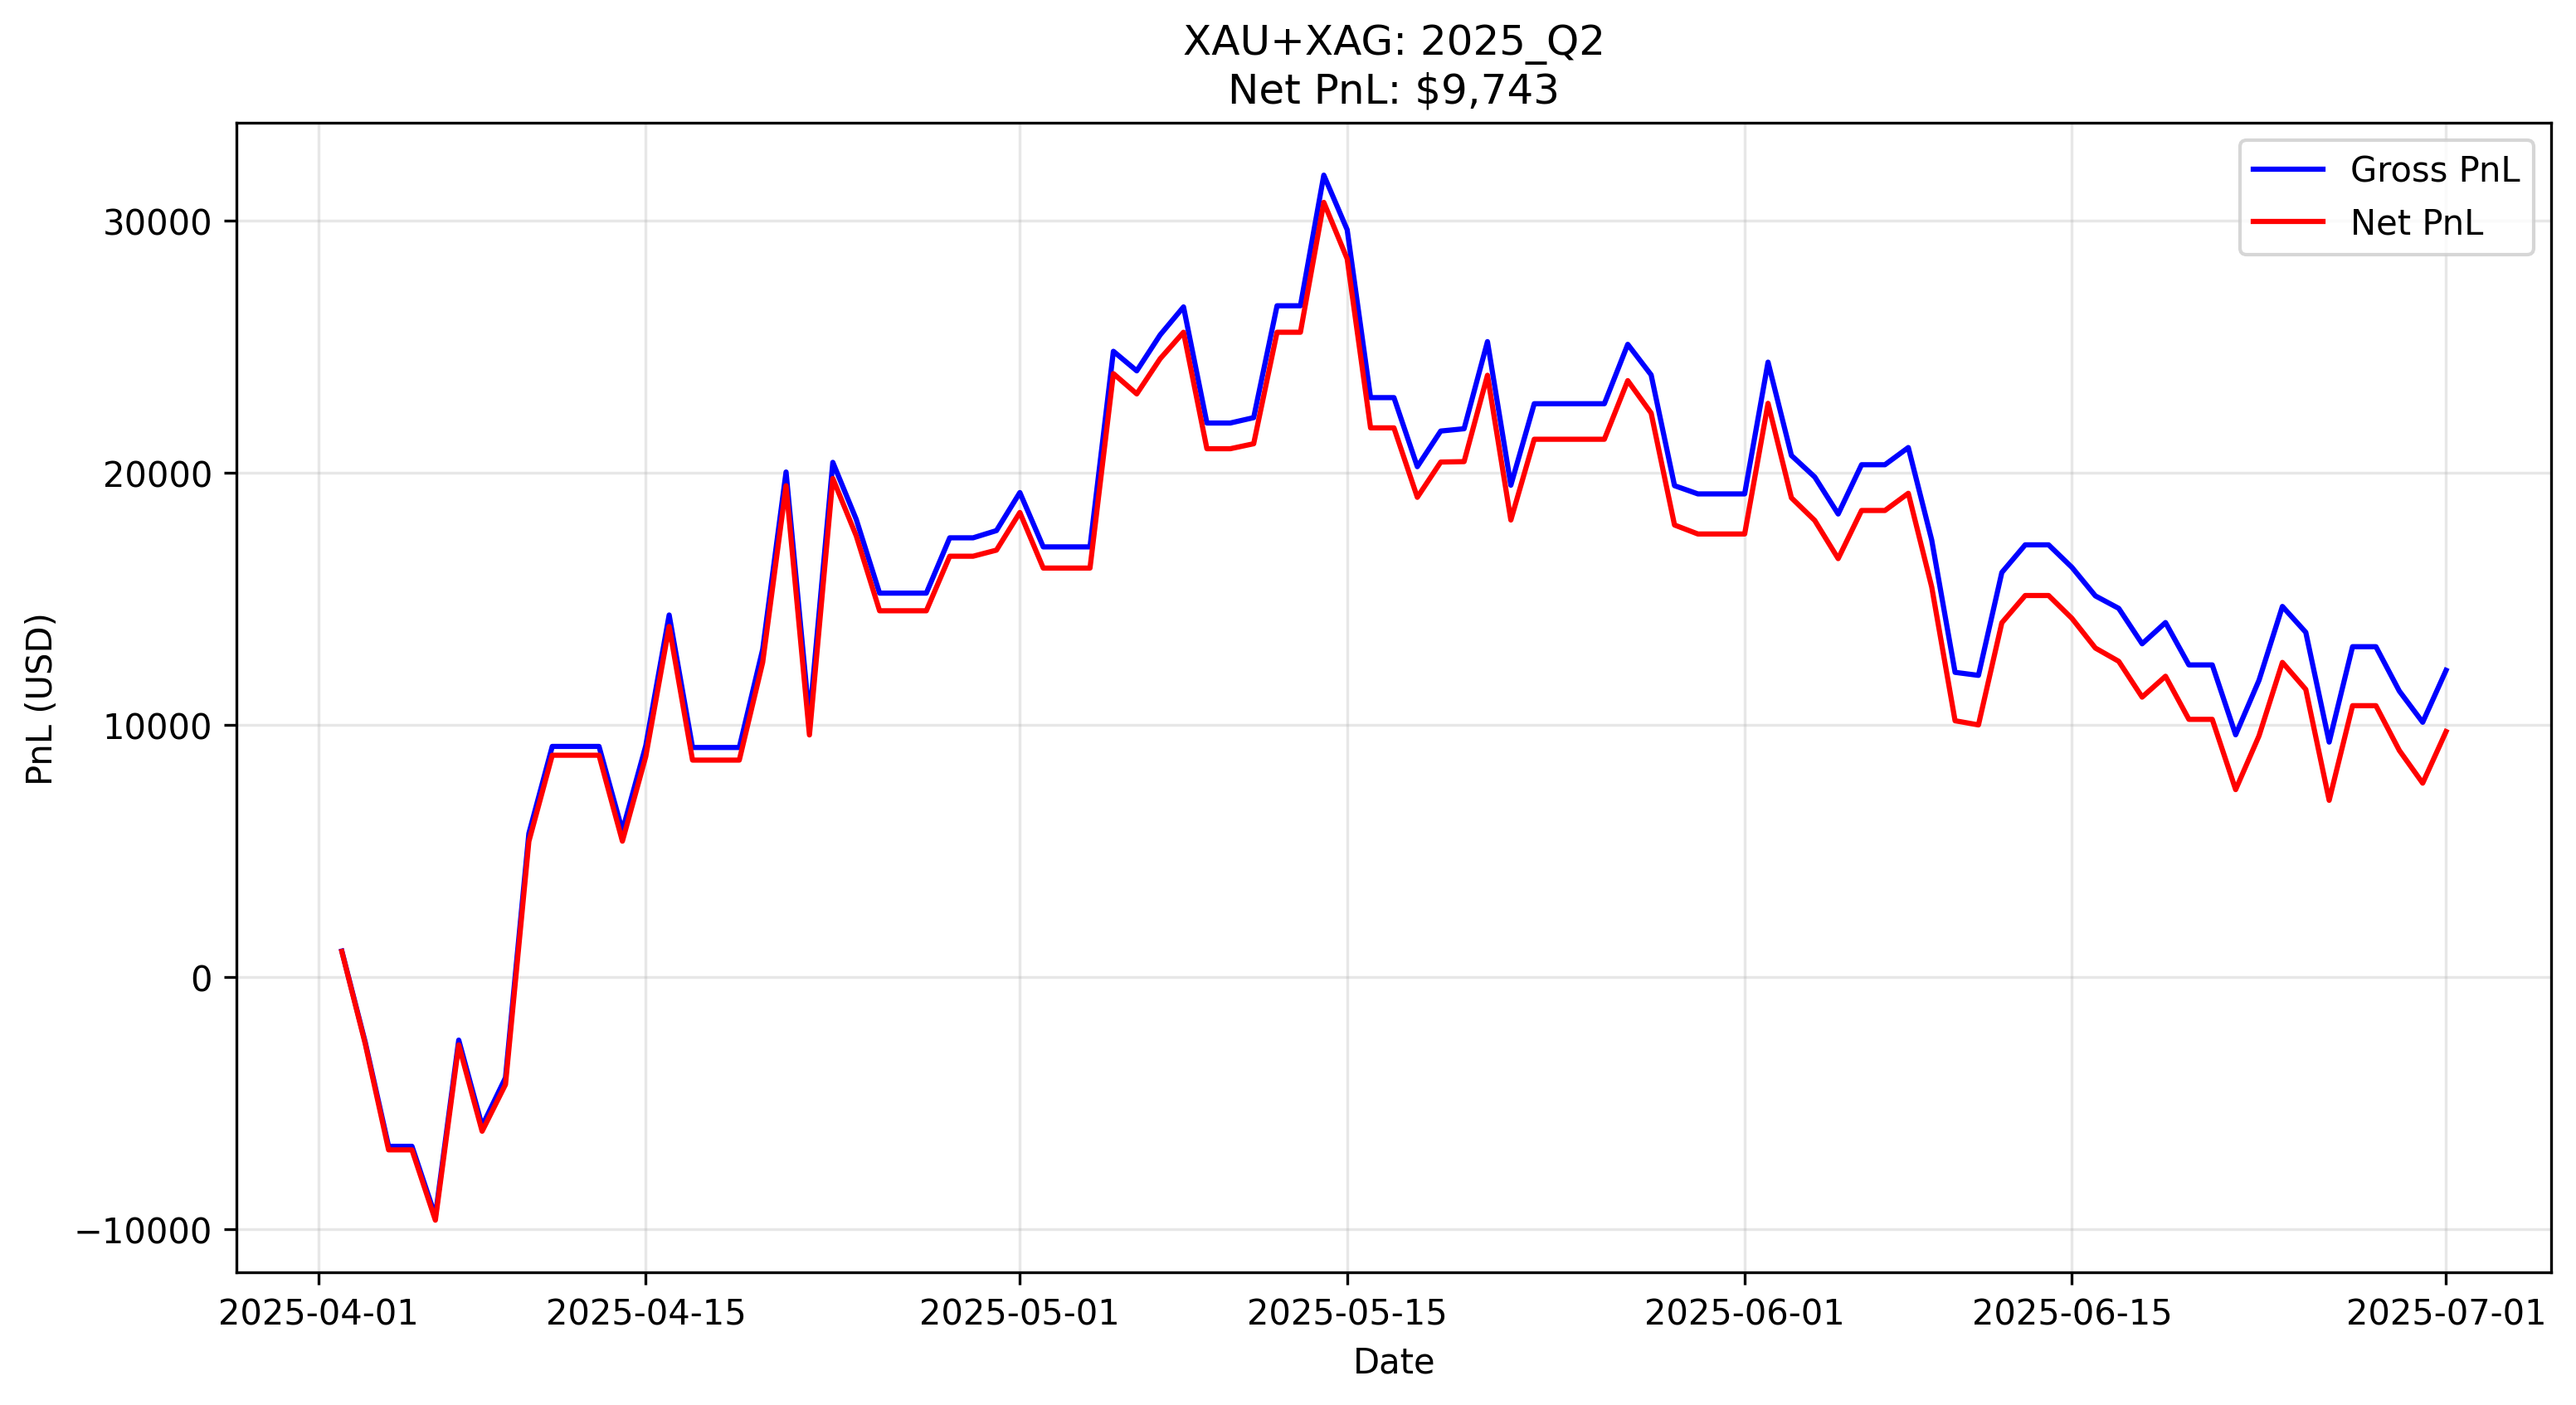 XAU+XAG: 2025_Q2
Net PnL: $9,743
Gross PnL
Net PnL
30000
20000
10000
0
−10000
PnL (USD)
2025-04-01 2025-04-15 2025-05-01 2025-05-15 2025-06-01 2025-06-15 2025-07-01
Date